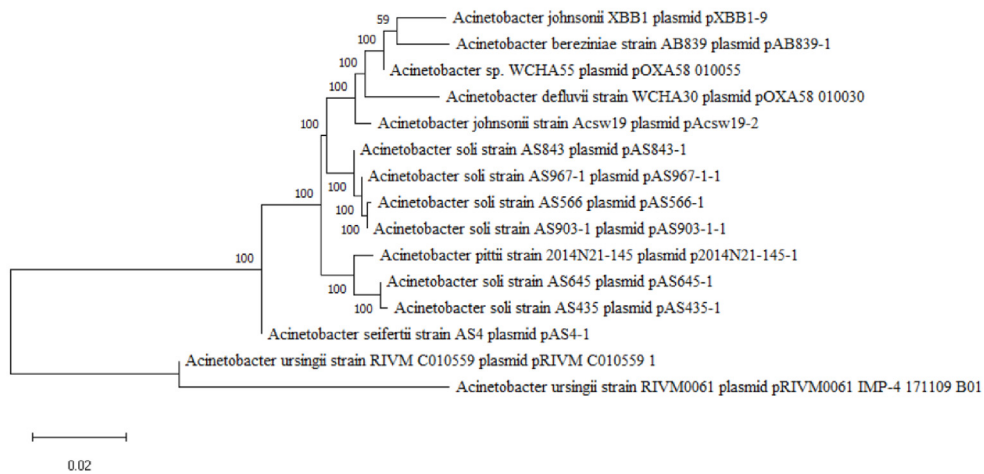 59
Acinetobacter johnsonii XBB1 plasmid pXBB1-9
100
Acinetobacter bereziniae strain AB839 plasmid pAB839-1
100
Acinetobacter sp. WCHA55 plasmid pOXA58 010055
Acinetobacter defluvii strain WCHA30 plasmid pOXA58 010030
100
Acinetobacter johnsonii strain Acsw19 plasmid pAcsw19-2
100
Acinetobacter soli strain AS843 plasmid pAS843-1
Acinetobacter soli strain AS967-1 plasmid pAS967-1-1
100
100
Acinetobacter soli strain AS566 plasmid pAS566-1
100
100
Acinetobacter soli strain AS903-1 plasmid pAS903-1-1
100
Acinetobacter pittii strain 2014N21-145 plasmid p2014N21-145-1
100
Acinetobacter soli strain AS645 plasmid pAS645-1
100
Acinetobacter soli strain AS435 plasmid pAS435-1
Acinetobacter seifertii strain AS4 plasmid pAS4-1
Acinetobacter ursingii strain RIVM C010559 plasmid pRIVM C010559 1
Acinetobacter ursingii strain RIVM0061 plasmid pRIVM0061 IMP-4 171109 B01
0.02